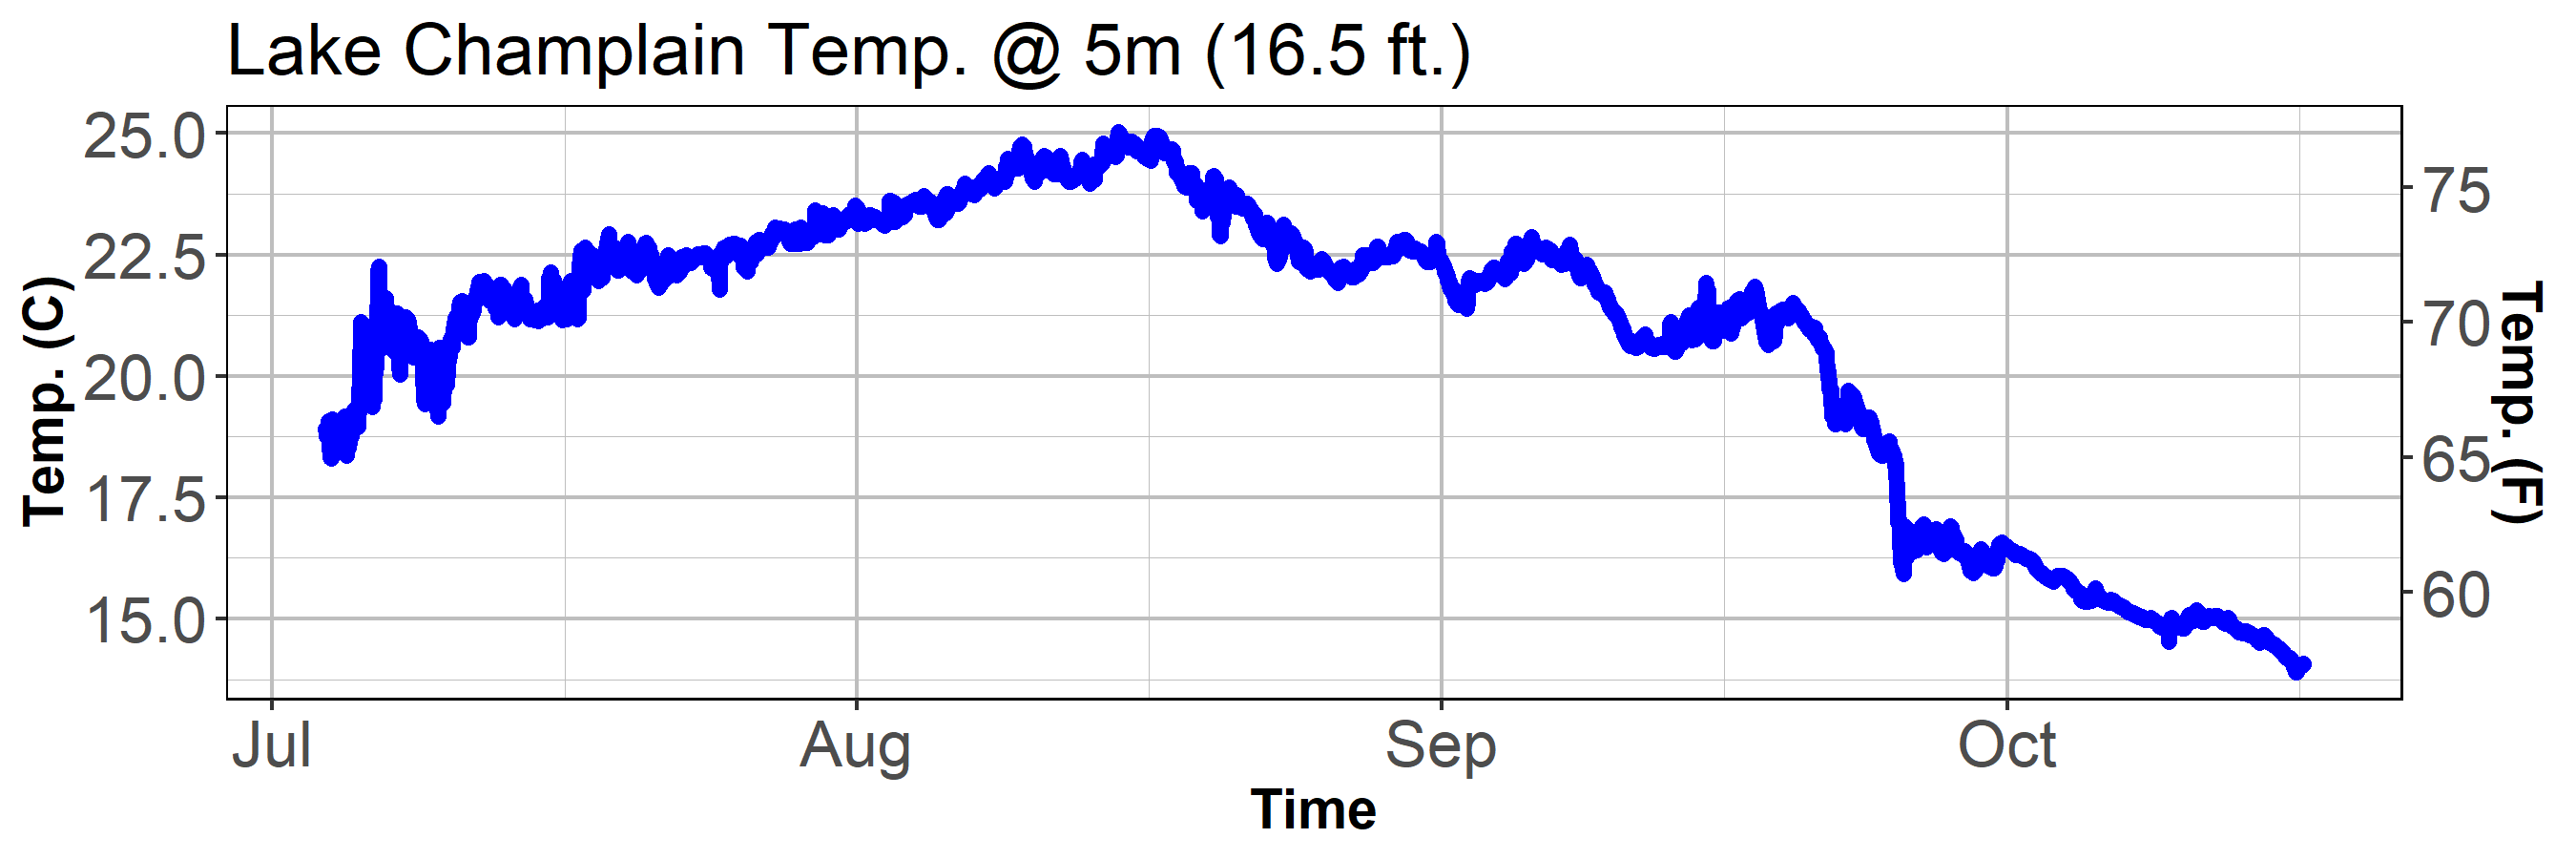 Lake Champlain Temp. @ 5m (16.5 ft.)
Temp. (C)
25.0
22.5
20.0
17.5
15.0
75
70
65
60
Temp. (F)
Jul Aug Sep Oct
Time